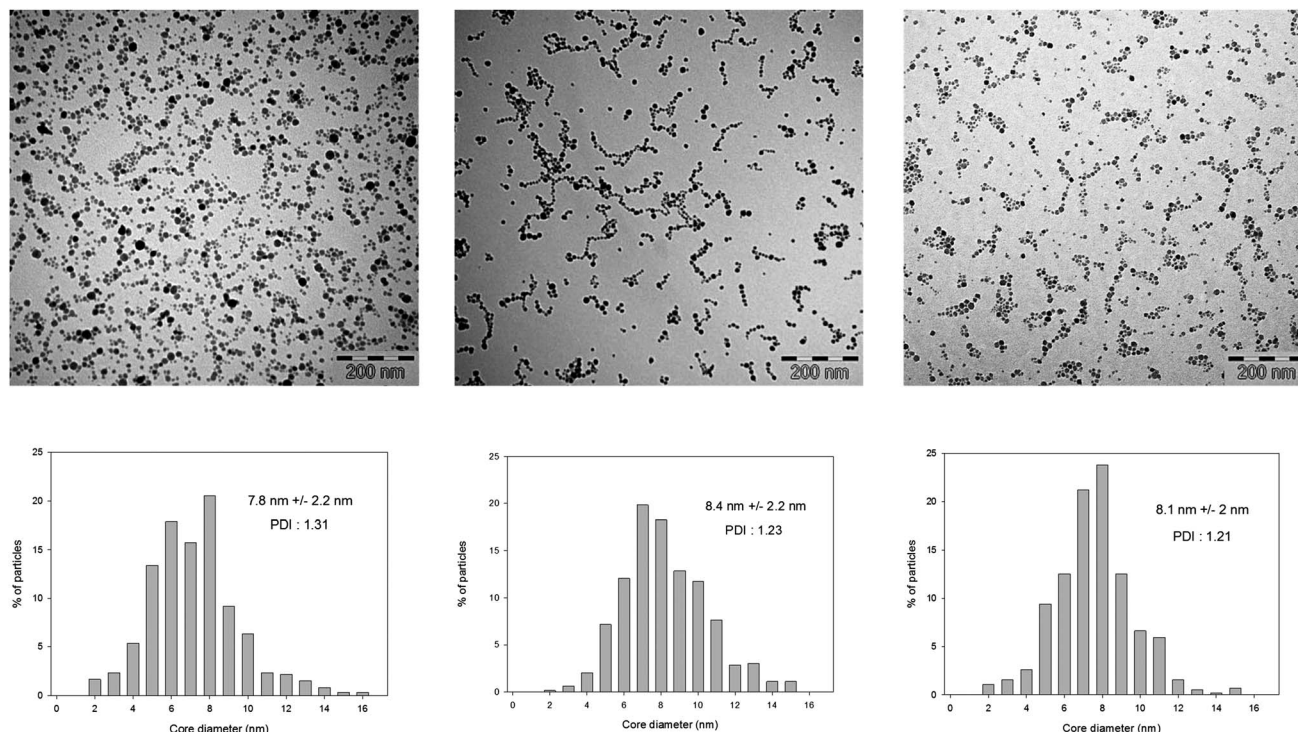 200 nm
200 nm
200 nm
25
20
15
10
5
0
% of particles
7.8 nm +/- 2.2 nm
PDI : 1.31
0 2 4 6 8 10 12 14 16
Core diameter (nm)
25
20
15
10
5
0
% of particles
8.4 nm +/- 2.2 nm
PDI : 1.23
0 2 4 6 8 10 12 14 16
Core diameter (nm)
25
20
15
10
5
0
% of particles
8.1 nm +/- 2 nm
PDI : 1.21
0 2 4 6 8 10 12 14 16
Core diameter (nm)